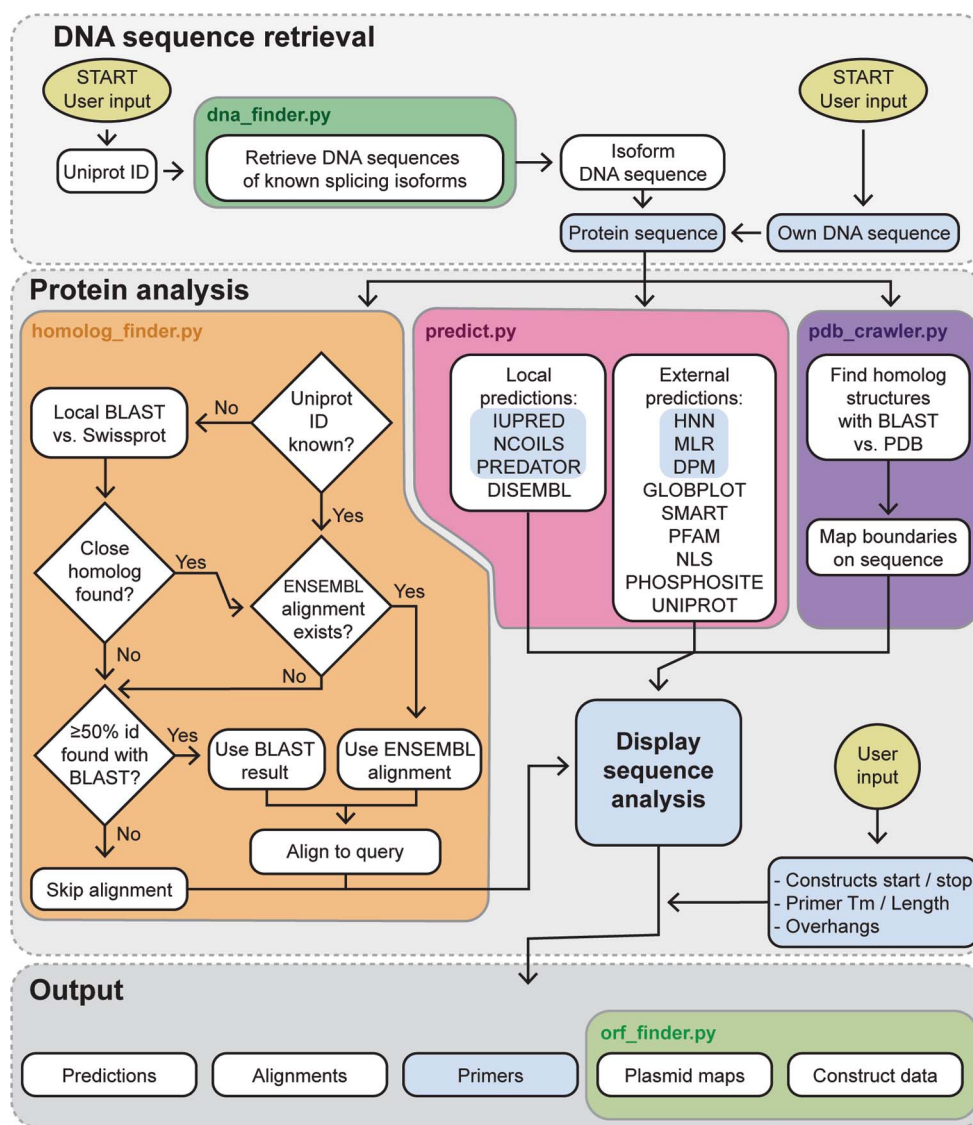 DNA sequence retrieval
START
User input
Uniprot ID
dna_finder.py
Retrieve DNA sequences
of known splicing isoforms
Isoform
DNA sequence
Protein sequence
START
User input
Own DNA sequence
Protein analysis
homolog_finder.py
Uniprot
ID
known?
No
Local BLAST
vs. Swissprot
Yes
Close
homolog
found?
Yes
ENSEMBL
alignment
exists?
Yes
No
No
≥50% id
found with
BLAST?
Yes
Use BLAST
result
Use ENSEMBL
alignment
No
Align to query
Skip alignment
predict.py
Local
predictions:
IUPRED
NCOILS
PREDATOR
DISEMBL
External
predictions:
HNN
MLR
DPM
GLOBPLOT
SMART
PFAM
NLS
PHOSPHOSITE
UNIPROT
pdb_crawler.py
Find homolog
structures
with BLAST
vs. PDB
Map boundaries
on sequence
Display
sequence
analysis
User
input
- Constructs start / stop
- Primer Tm / Length
- Overhangs
Output
Predictions
Alignments
Primers
orf_finder.py
Plasmid maps
Construct data